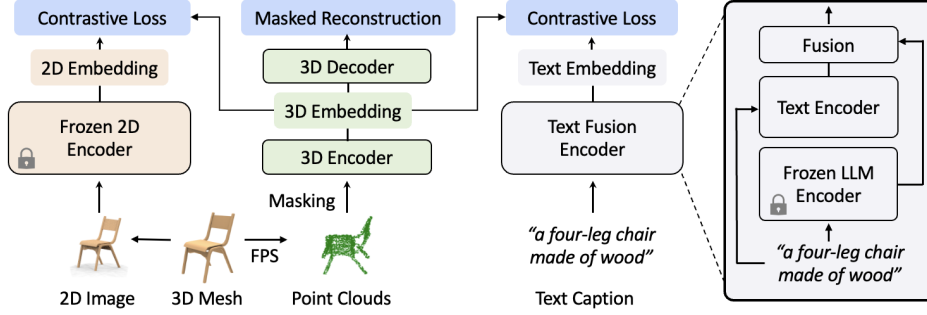 Contrastive Loss
Masked Reconstruction
Contrastive Loss
2D Embedding
3D Decoder
Text Embedding
3D Embedding
Frozen 2D
Encoder
3D Encoder
Text Fusion
Encoder
Masking
FPS
“a four-leg chair
made of wood”
2D Image
3D Mesh
Point Clouds
Text Caption
Fusion
Text Encoder
Frozen LLM
Encoder
“a four-leg chair
made of wood”